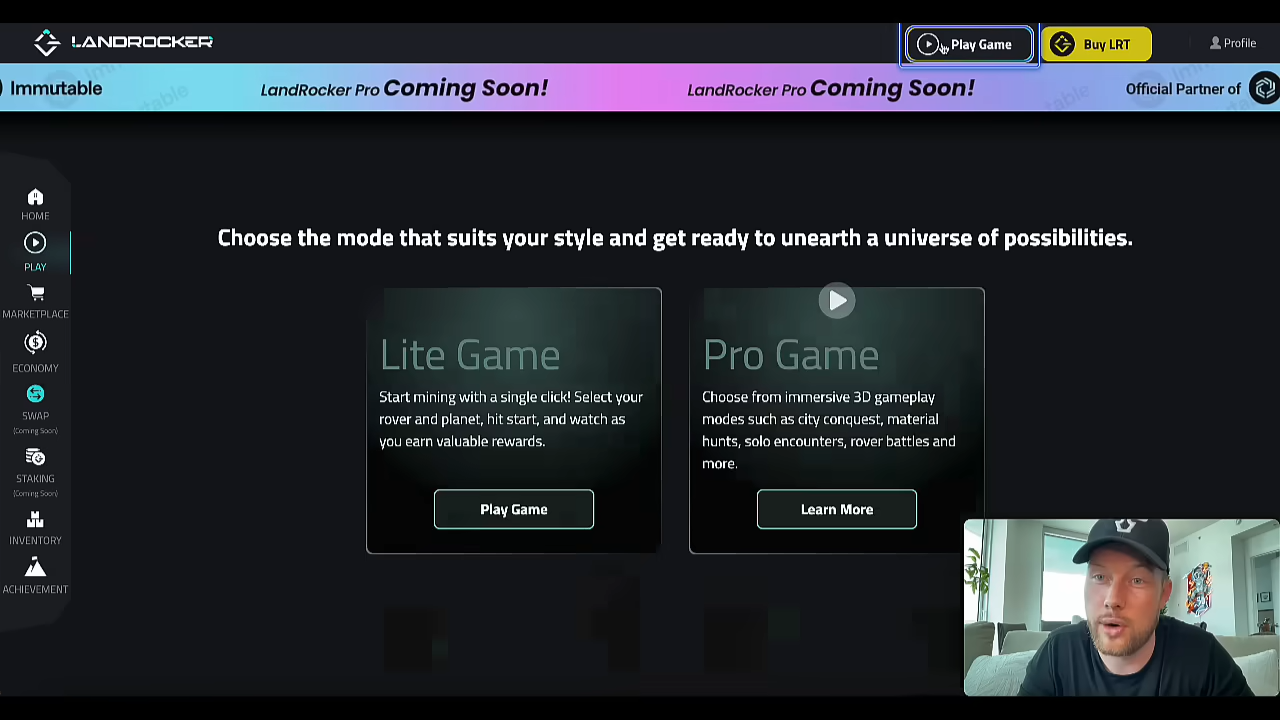 LANDROCKER
Play Game
Buy LRT
Profile
Immutable
LandRocker Pro Coming Soon!
LandRocker Pro Coming Soon!
Official Partner of
HOME
PLAY
MARKETPLACE
ECONOMY
SWAP
(Coming Soon)
STAKING
(Coming Soon)
INVENTORY
ACHIEVEMENT
Choose the mode that suits your style and get ready to unearth a universe of possibilities.
Lite Game
Start mining with a single click! Select your
rover and planet, hit start, and watch as
you earn valuable rewards.
Play Game
Pro Game
Choose from immersive 3D gameplay
modes such as city conquest, material
hunts, solo encounters, rover battles and
more.
Learn More